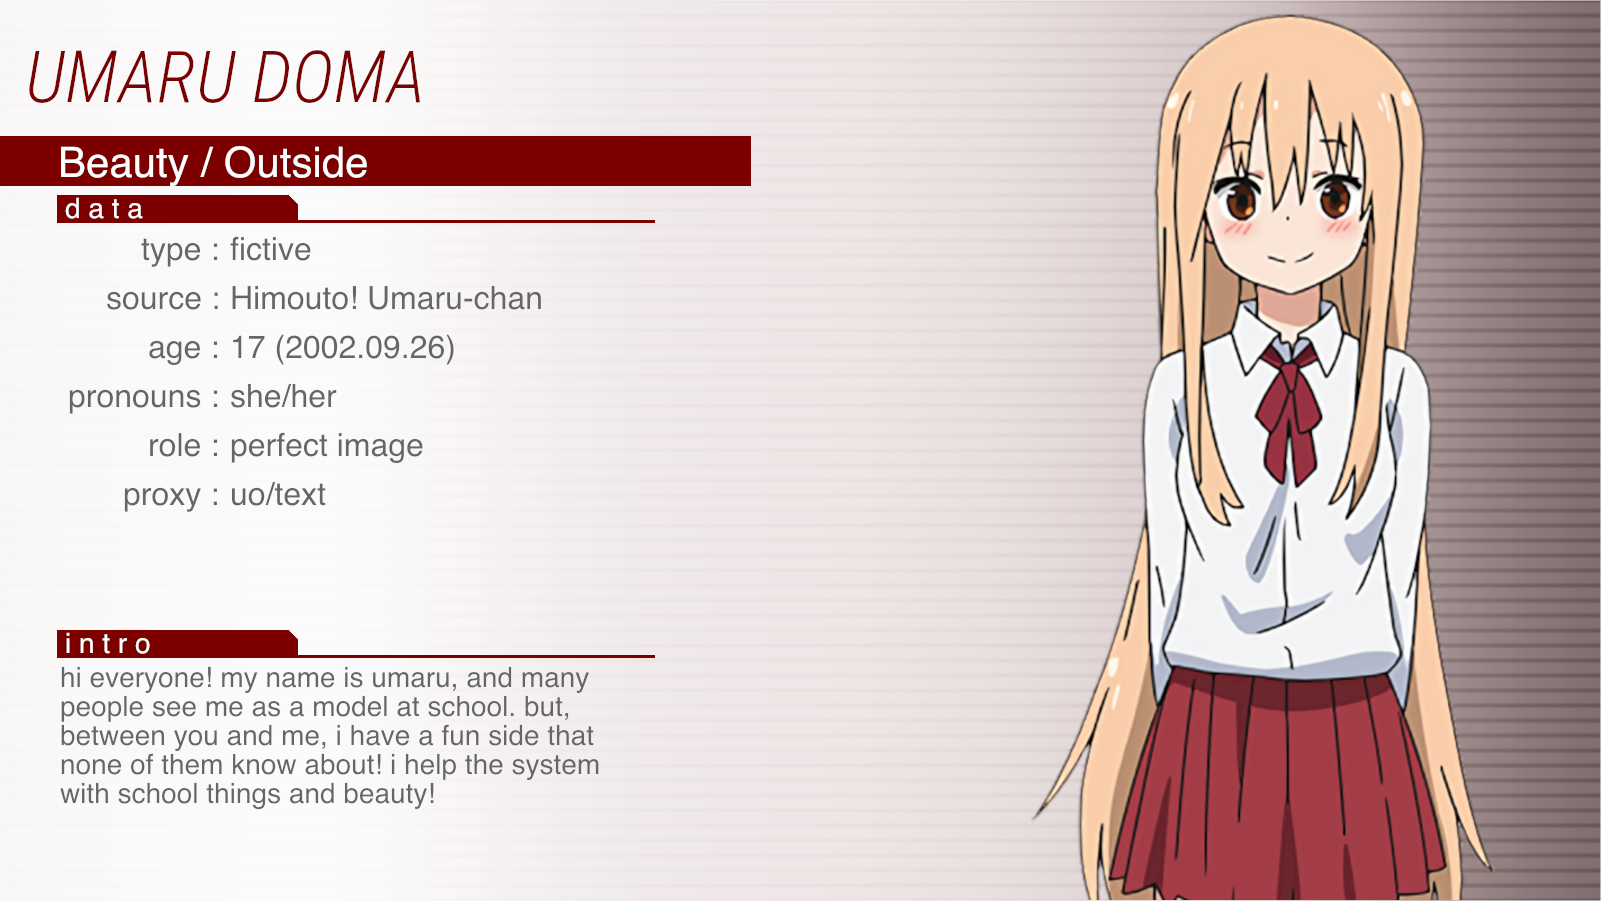 UMARU DOMA
Beauty / Outside
data
type : fictive
source : Himouto! Umaru-chan
age : 17 (2002.09.26)
pronouns : she/her
role : perfect image
proxy : uo/text
intro
hi everyone! my name is umaru, and many
people see me as a model at school. but,
between you and me, i have a fun side that
none of them know about! i help the system
with school things and beauty!